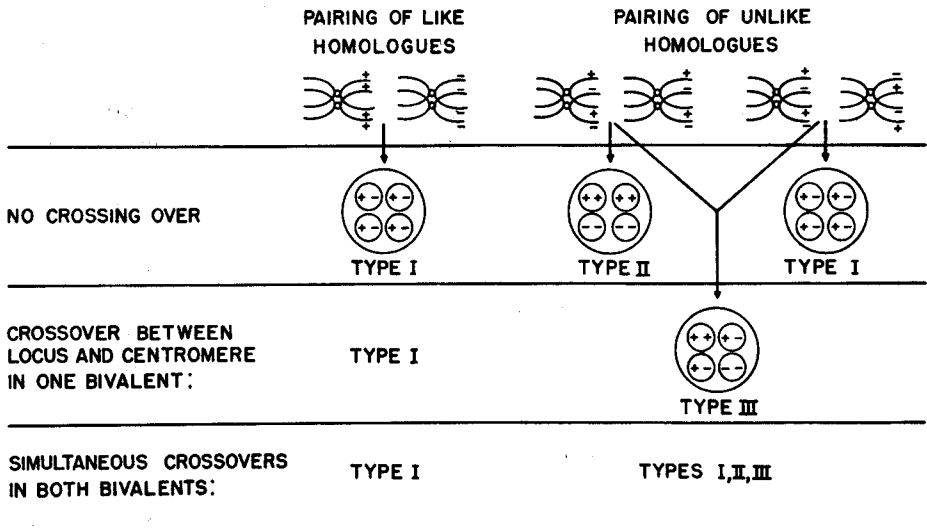 PAIRING OF LIKE
HOMOLOGUES
PAIRING OF UNLIKE
HOMOLOGUES
+ - + + + -
+ - - - - -
+ - + + + +
+ - - - - +
NO CROSSING OVER
+ - + - + + + + + - + -
+ - + - - - - - + - + -
TYPE I TYPE II TYPE I
CROSSOVER BETWEEN
LOCUS AND CENTROMERE
IN ONE BIVALENT:
TYPE I
+ + + -
+ - - -
TYPE III
SIMULTANEOUS CROSSOVERS
IN BOTH BIVALENTS:
TYPE I
TYPES I,II,III